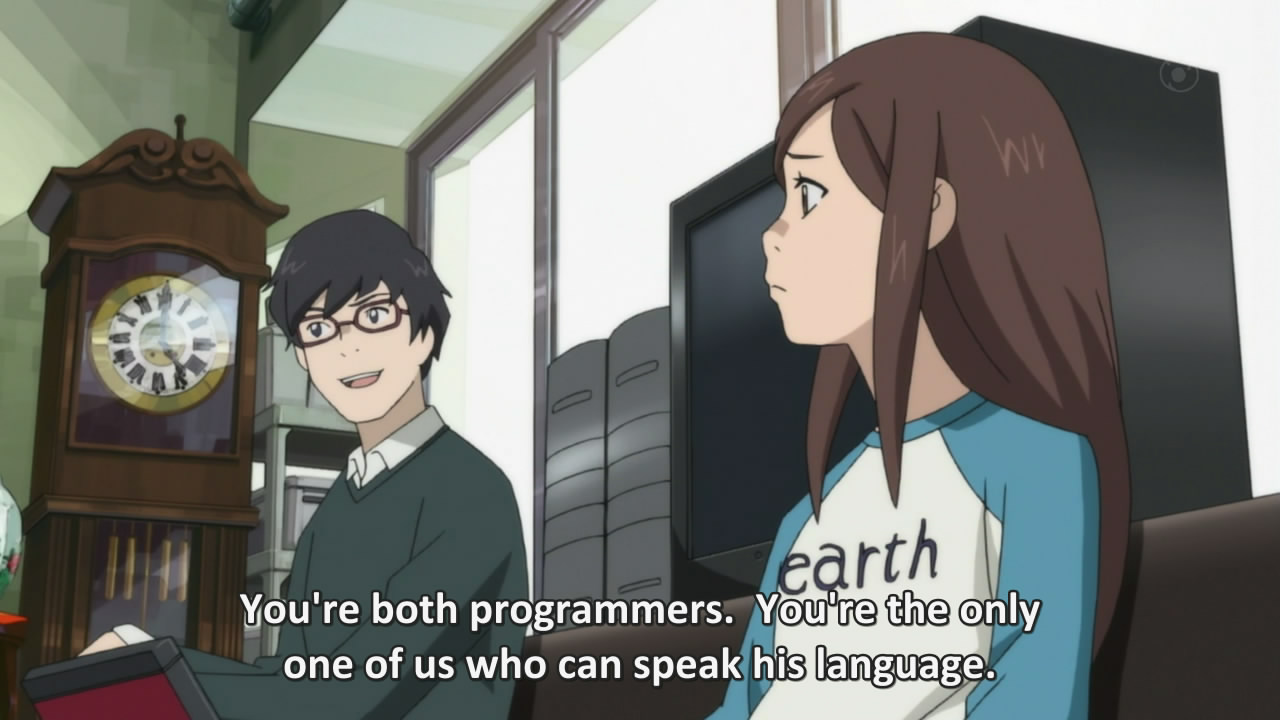 earth
You're both programmers.  You're the only
one of us who can speak his language.